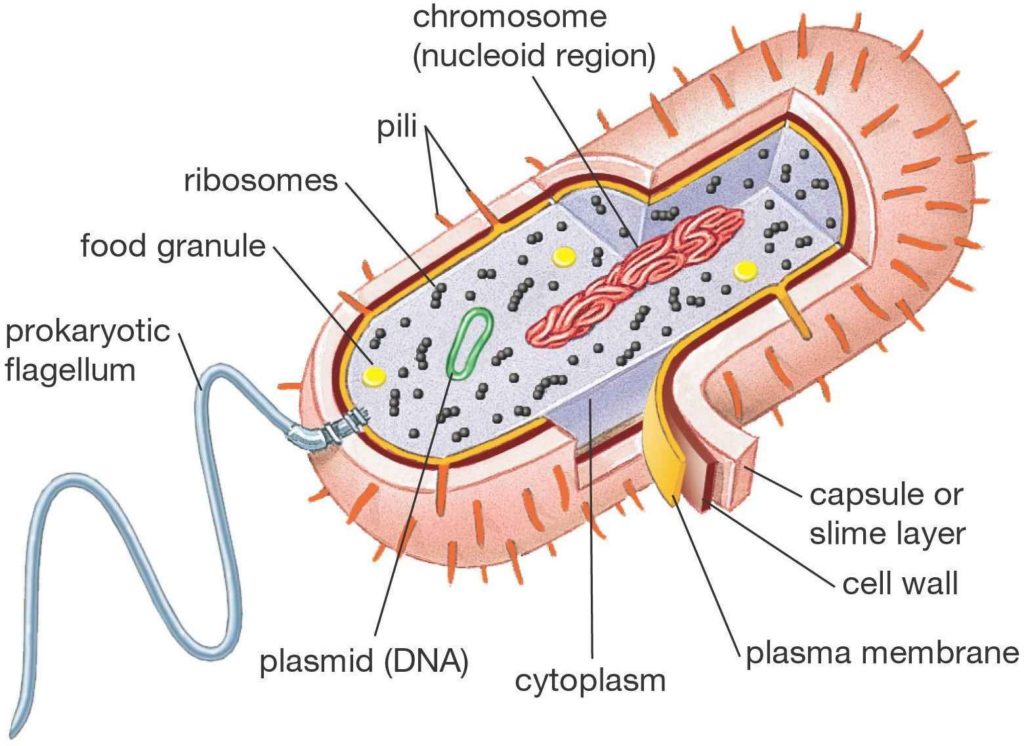 chromosome
(nucleoid region)
pili
ribosomes
food granule
prokaryotic
flagellum
capsule or
slime layer
cell wall
plasma membrane
plasmid (DNA)
cytoplasm